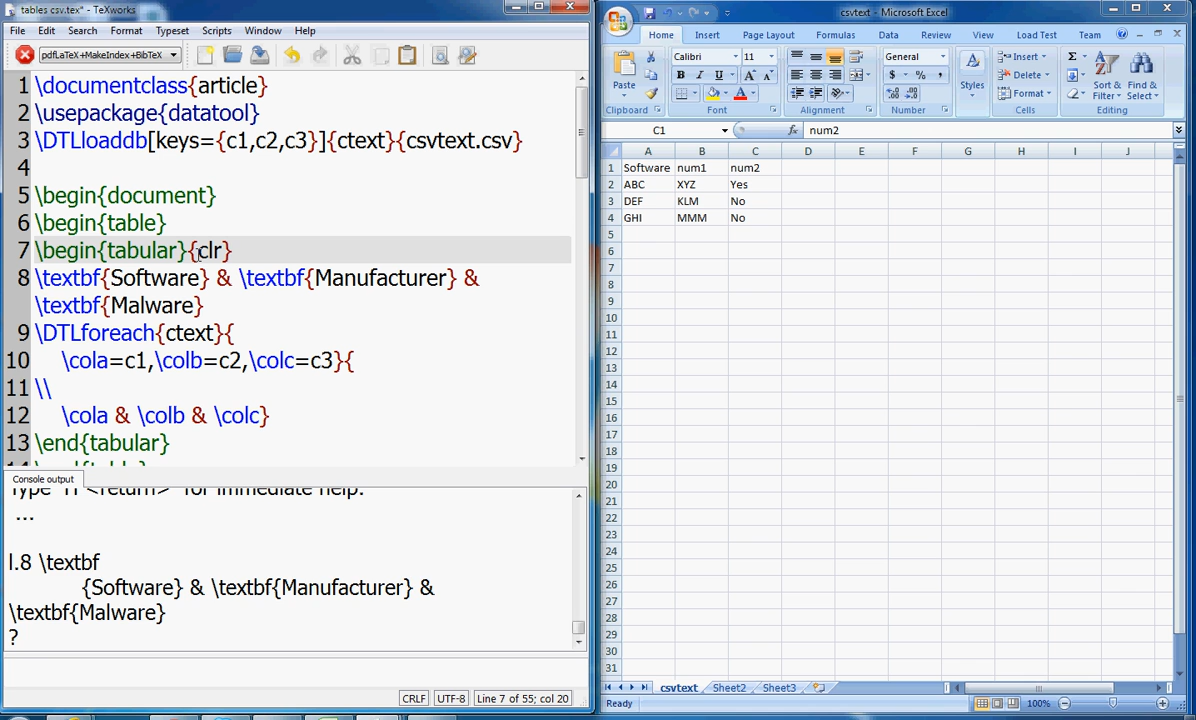 tables csv.tex* - TeXworks
File Edit Search Format Typeset Scripts Window Help
pdfLaTeX+MakeIndex+BibTeX
1 \documentclass{article}
2 \usepackage{datatool}
3 \DTLloaddb[keys={c1,c2,c3}]{ctext}{csvtext.csv}
4
5 \begin{document}
6 \begin{table}
7 \begin{tabular}{clr}
8 \textbf{Software} & \textbf{Manufacturer} &
\textbf{Malware}
9 \DTLforeach{ctext}{
10 \cola=c1,\colb=c2,\colc=c3}{
11 \\
12 \cola & \colb & \colc}
13 \end{tabular}
Console output
...
l.8 \textbf
{Software} & \textbf{Manufacturer} &
\textbf{Malware}
?
CRLF UTF-8 Line 7 of 55; col 20
csvtext - Microsoft Excel
Home Insert Page Layout Formulas Data Review View Load Test Team
Paste Calibri 11 General Styles Insert Delete Format Sort & Filter Find & Select
B I U A A A $ % ,
Clipboard Font Alignment Number Cells Editing
C1 fx num2
A B C D E F G H I J
1 Software num1 num2
2 ABC XYZ Yes
3 DEF KLM No
4 GHI MMM No
5
6
7
8
9
10
11
12
13
14
15
16
17
18
19
20
21
22
23
24
25
26
27
28
29
30
31
csvtext Sheet2 Sheet3
Ready 100%